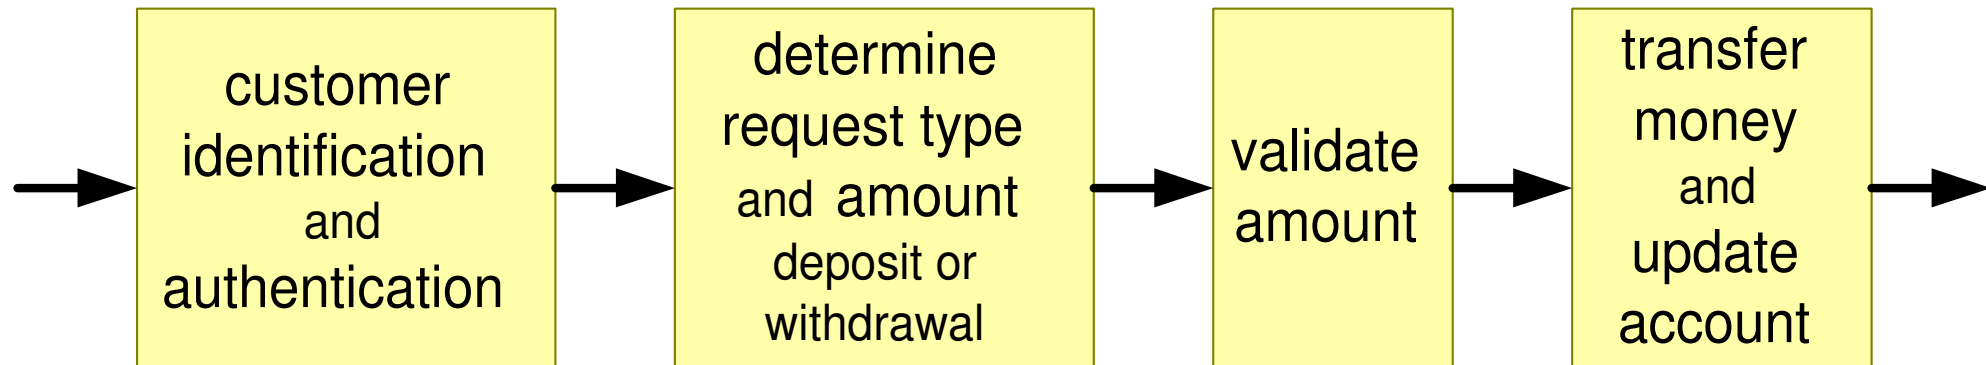 customer
identification
and
authentication
determine
request type
and amount
deposit or
withdrawal
validate
amount
transfer
money
and
update
account